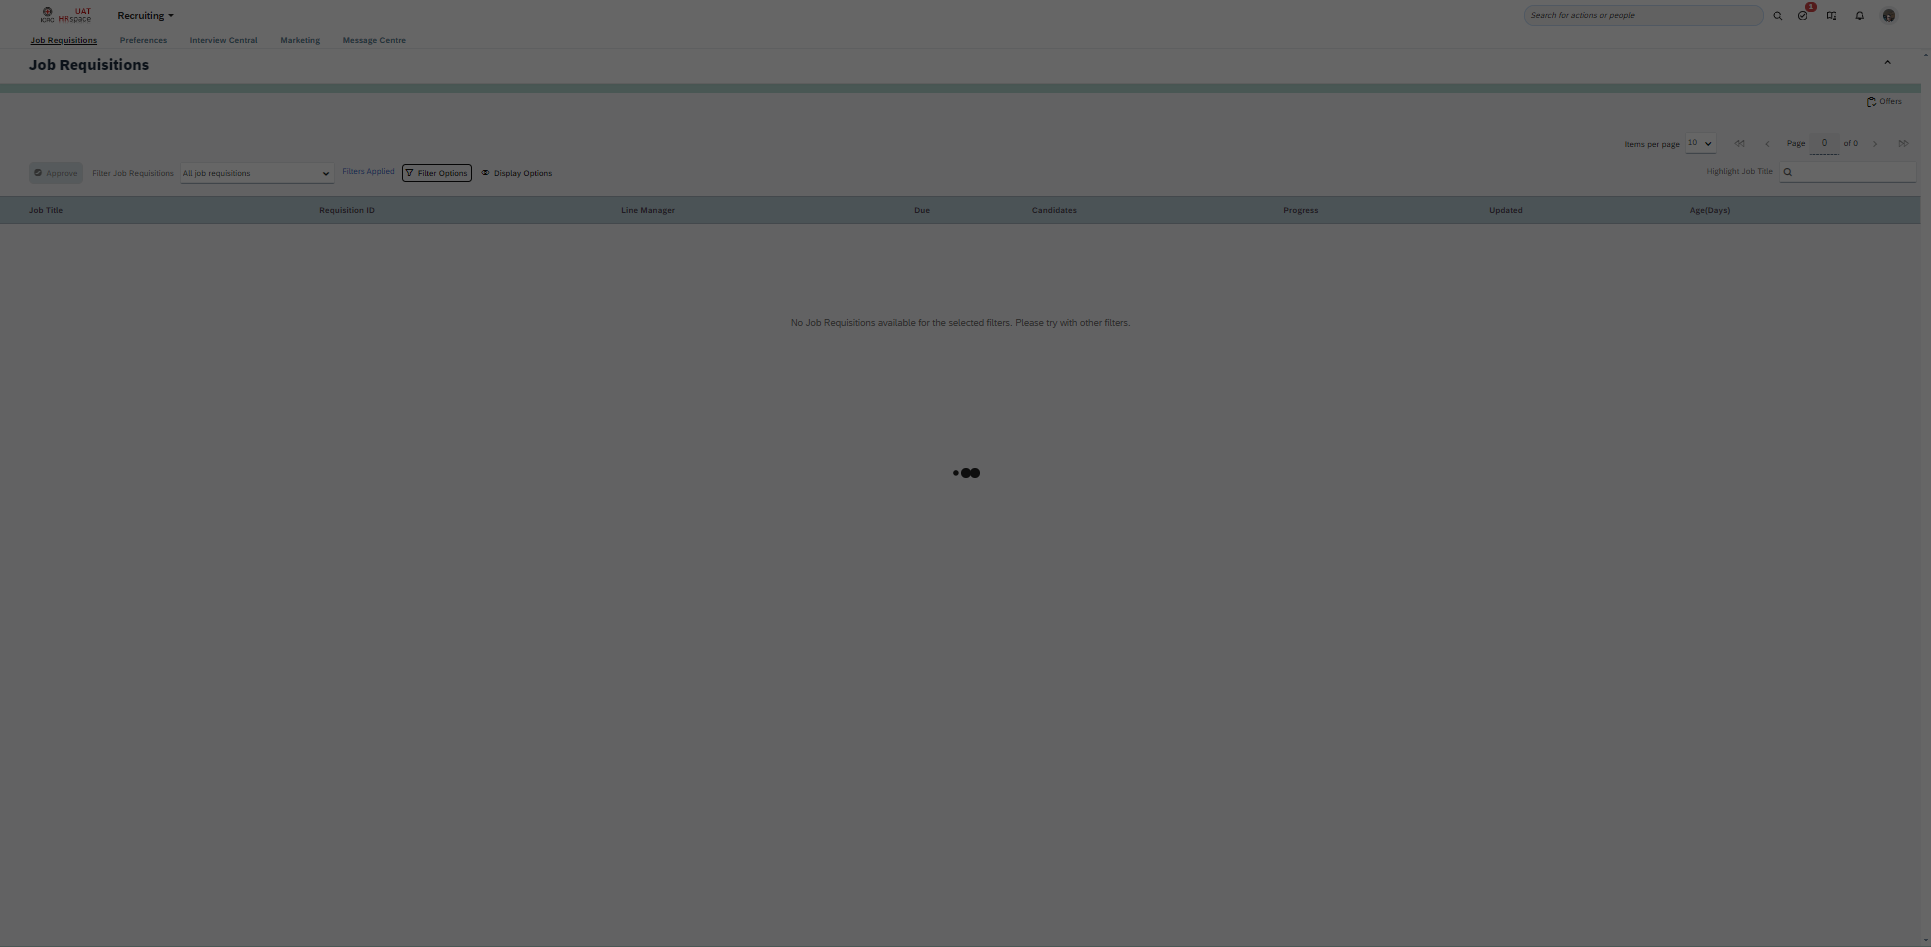 UAT
ICRC HR space
Recruiting
Search for actions or people
1
Job Requisitions
Preferences
Interview Central
Marketing
Message Centre
Job Requisitions
Offers
Items per page
10
Page
0
of 0
Approve
Filter Job Requisitions
All job requisitions
Filters Applied
Filter Options
Display Options
Highlight Job Title
Job Title
Requisition ID
Line Manager
Due
Candidates
Progress
Updated
Age(Days)
No Job Requisitions available for the selected filters. Please try with other filters.